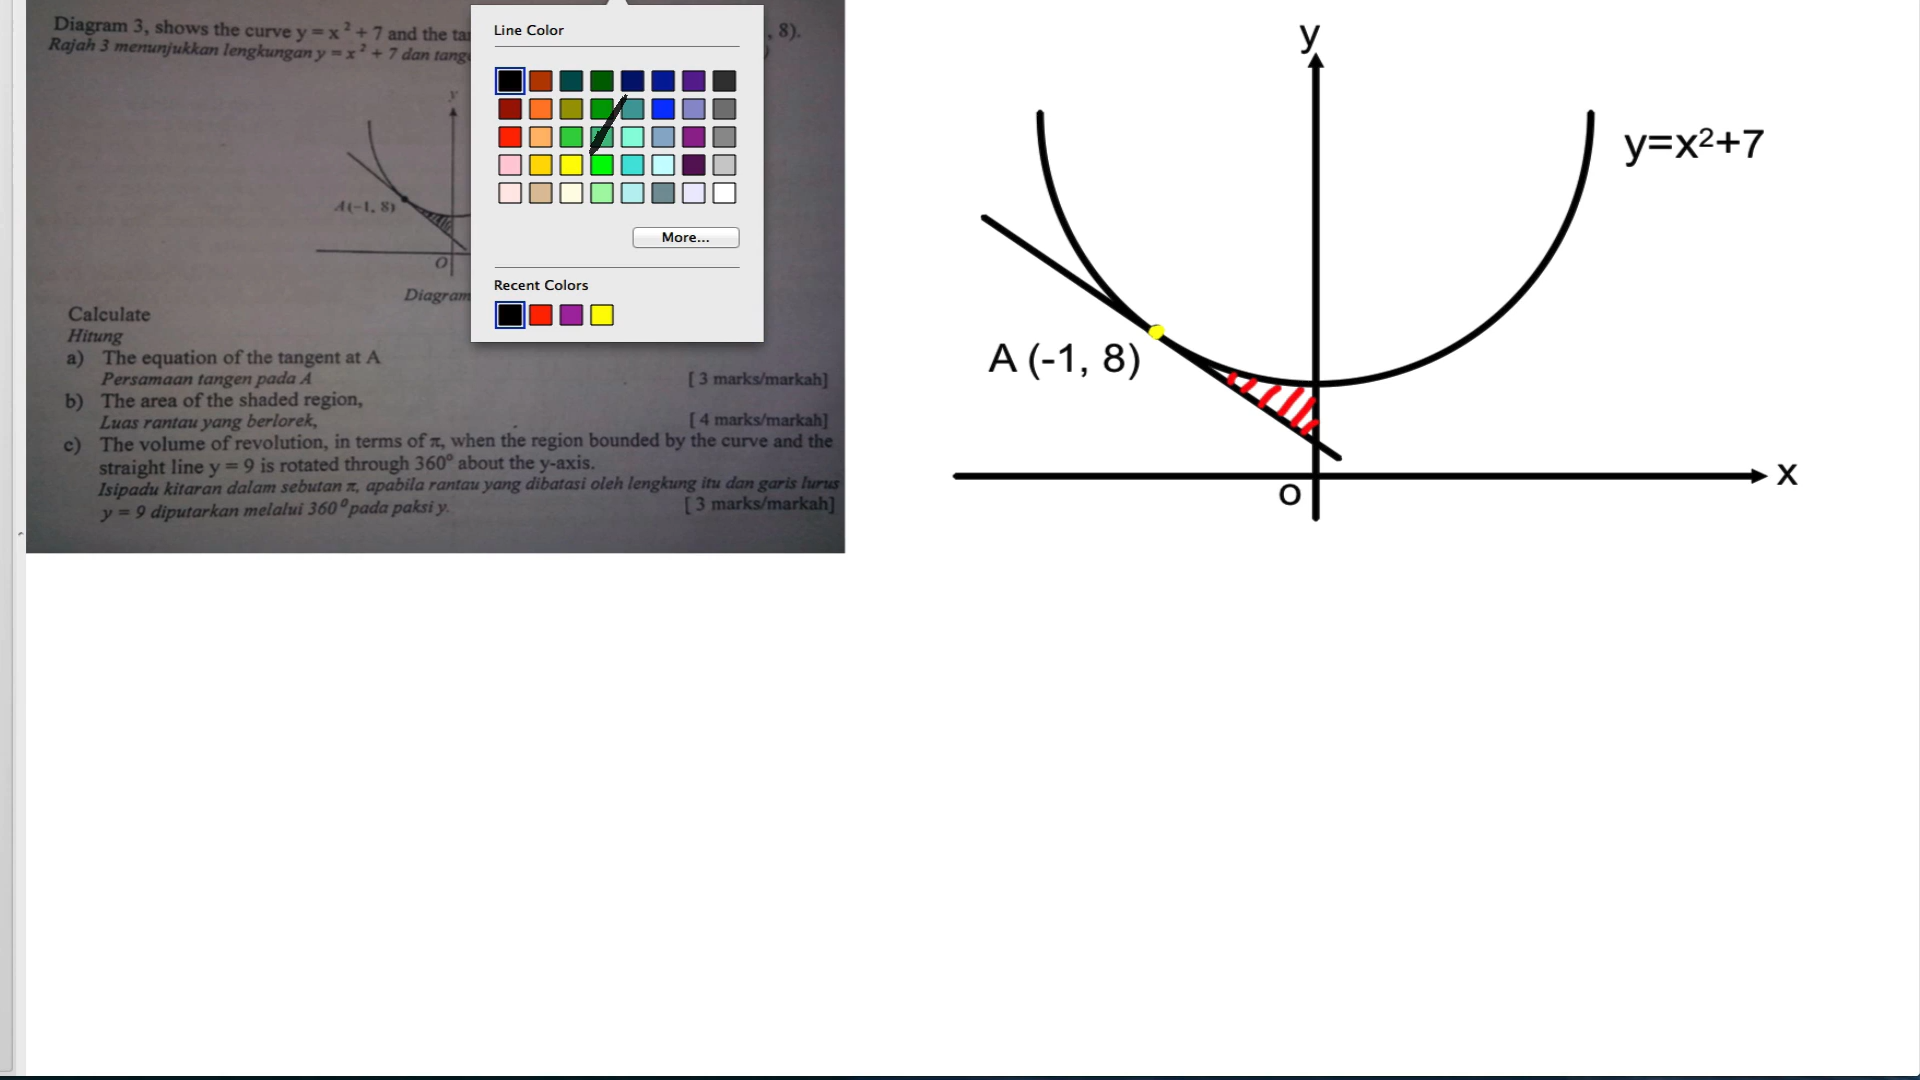 Diagram 3, shows the curve y = x² + 7 and the ta
, 8).
Rajah 3 menunjukkan lengkungan y = x² + 7 dan tang
)
y
A(−1, 8)
O
Diagram
Calculate
Hitung
a) The equation of the tangent at A
Persamaan tangen pada A [ 3 marks/markah]
b) The area of the shaded region,
Luas rantau yang berlorek, [ 4 marks/markah]
c) The volume of revolution, in terms of π, when the region bounded by the curve and the
straight line y = 9 is rotated through 360° about the y-axis.
Isipadu kitaran dalam sebutan π, apabila rantau yang dibatasi oleh lengkung itu dan garis lurus
y = 9 diputarkan melalui 360⁰ pada paksi y. [ 3 marks/markah]
Line Color
More...
Recent Colors
y
y=x²+7
A (-1, 8)
x
O